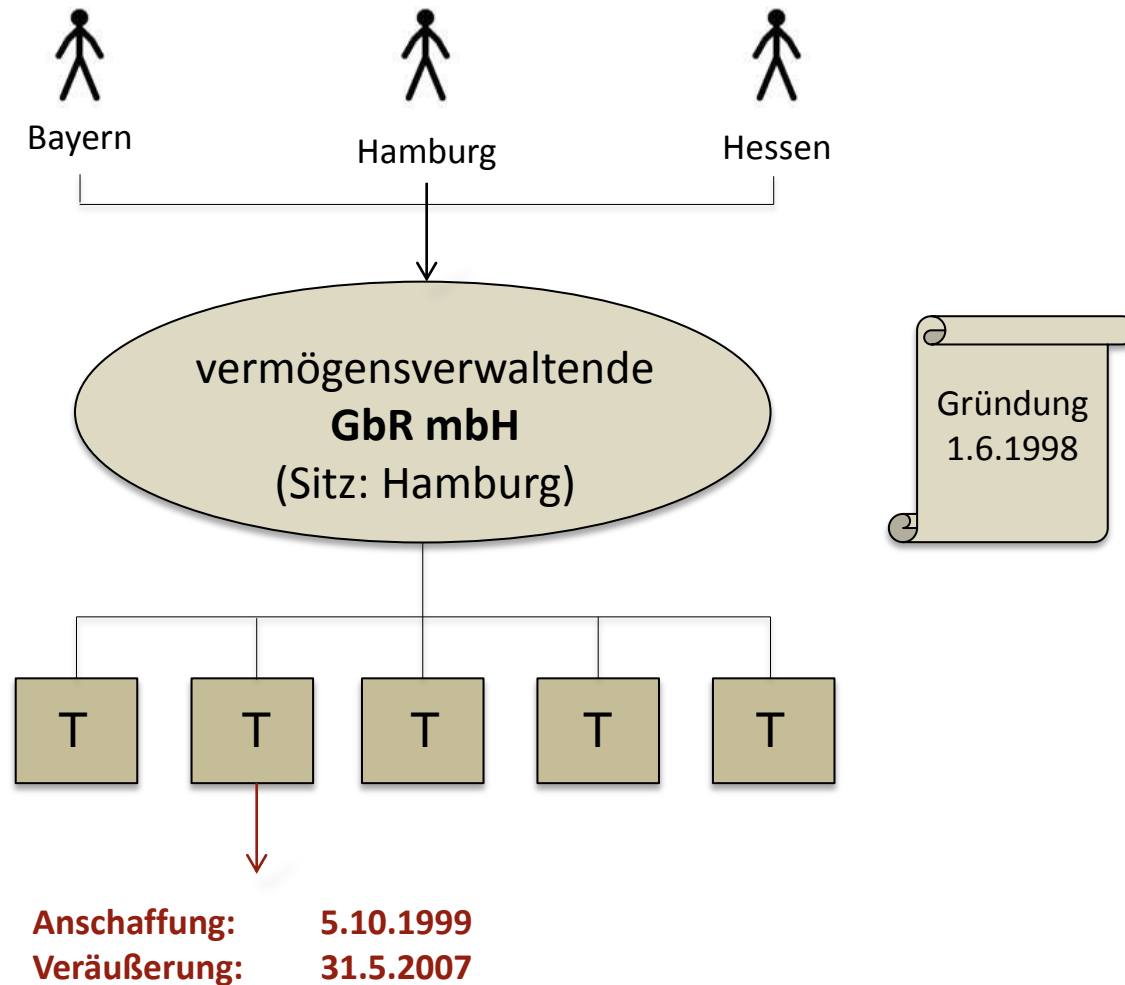 Bayern
Hamburg
Hessen
vermögensverwaltende
GbR mbH
(Sitz: Hamburg)
Gründung
1.6.1998
T T T T T
Anschaffung: 5.10.1999
Veräußerung: 31.5.2007